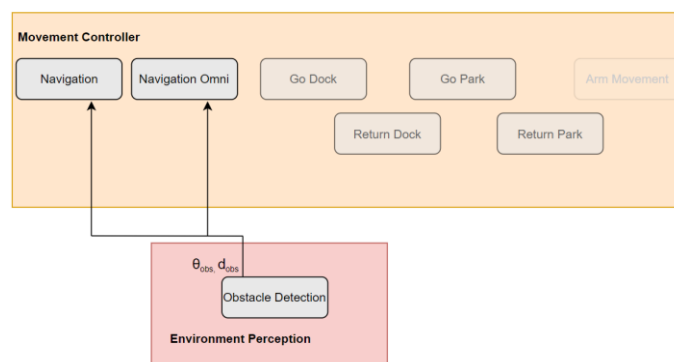 Movement Controller
Navigation
Navigation Omni
Go Dock
Go Park
Arm Movement
Return Dock
Return Park
θobs, dobs
Obstacle Detection
Environment Perception